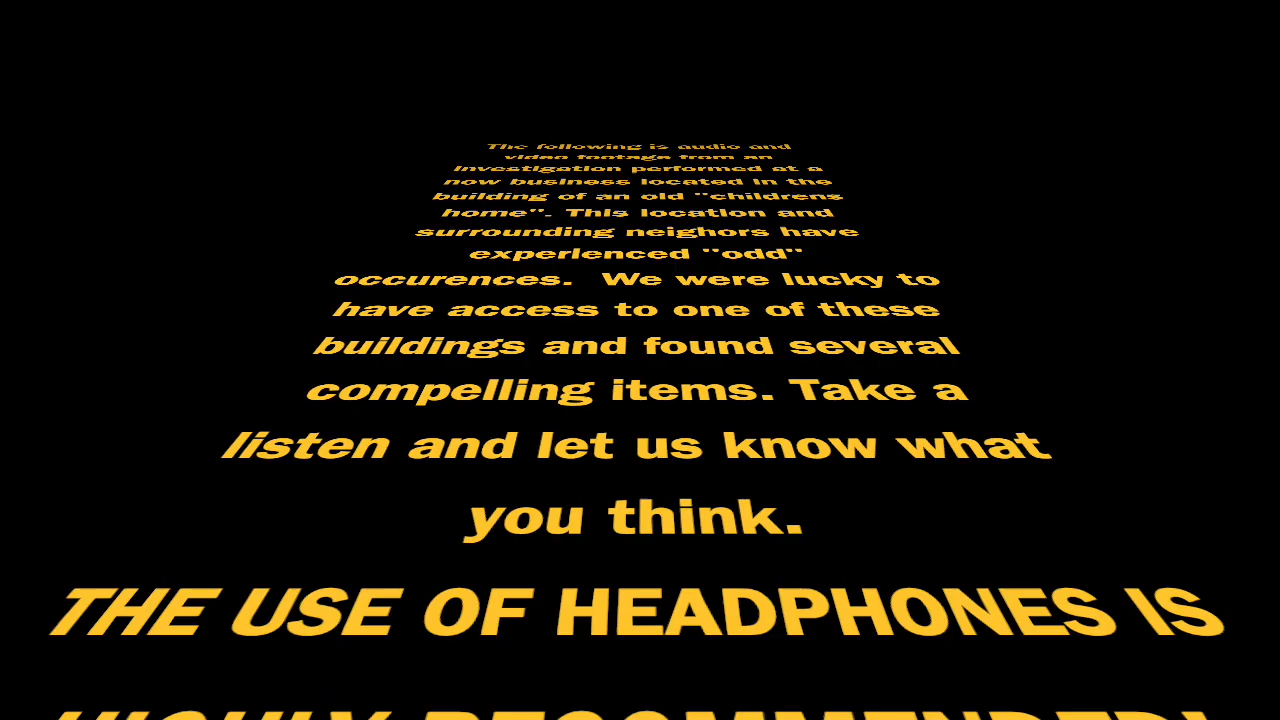 The following is audio and
video footage from an
investigation performed at a
now business located in the
building of an old "childrens
home". This location and
surrounding neighors have
experienced "odd"
occurences. We were lucky to
have access to one of these
buildings and found several
compelling items. Take a
listen and let us know what
you think.
THE USE OF HEADPHONES IS
HIGHLY RECOMMENDED!